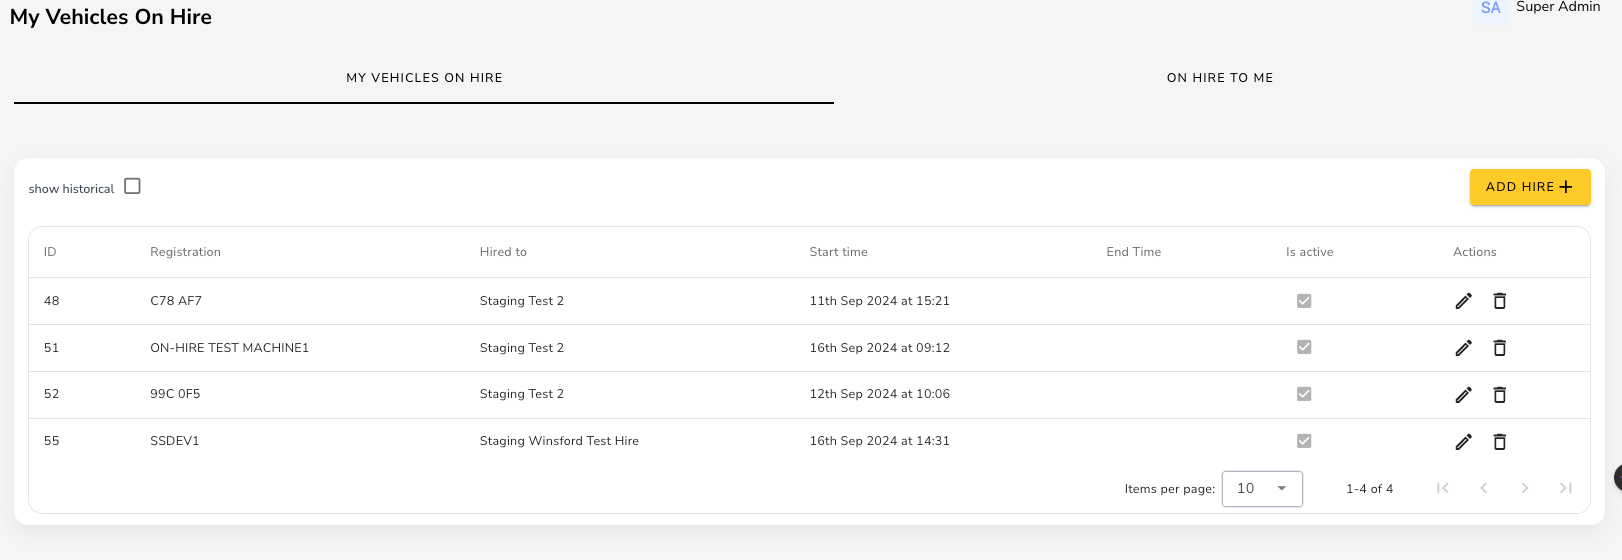 My Vehicles On Hire
SA Super Admin
MY VEHICLES ON HIRE ON HIRE TO ME
show historical ADD HIRE
ID Registration Hired to Start time End Time Is active Actions
48 C78 AF7 Staging Test 2 11th Sep 2024 at 15:21
51 ON-HIRE TEST MACHINE1 Staging Test 2 16th Sep 2024 at 09:12
52 99C 0F5 Staging Test 2 12th Sep 2024 at 10:06
55 SSDEV1 Staging Winsford Test Hire 16th Sep 2024 at 14:31
Items per page: 10 1-4 of 4